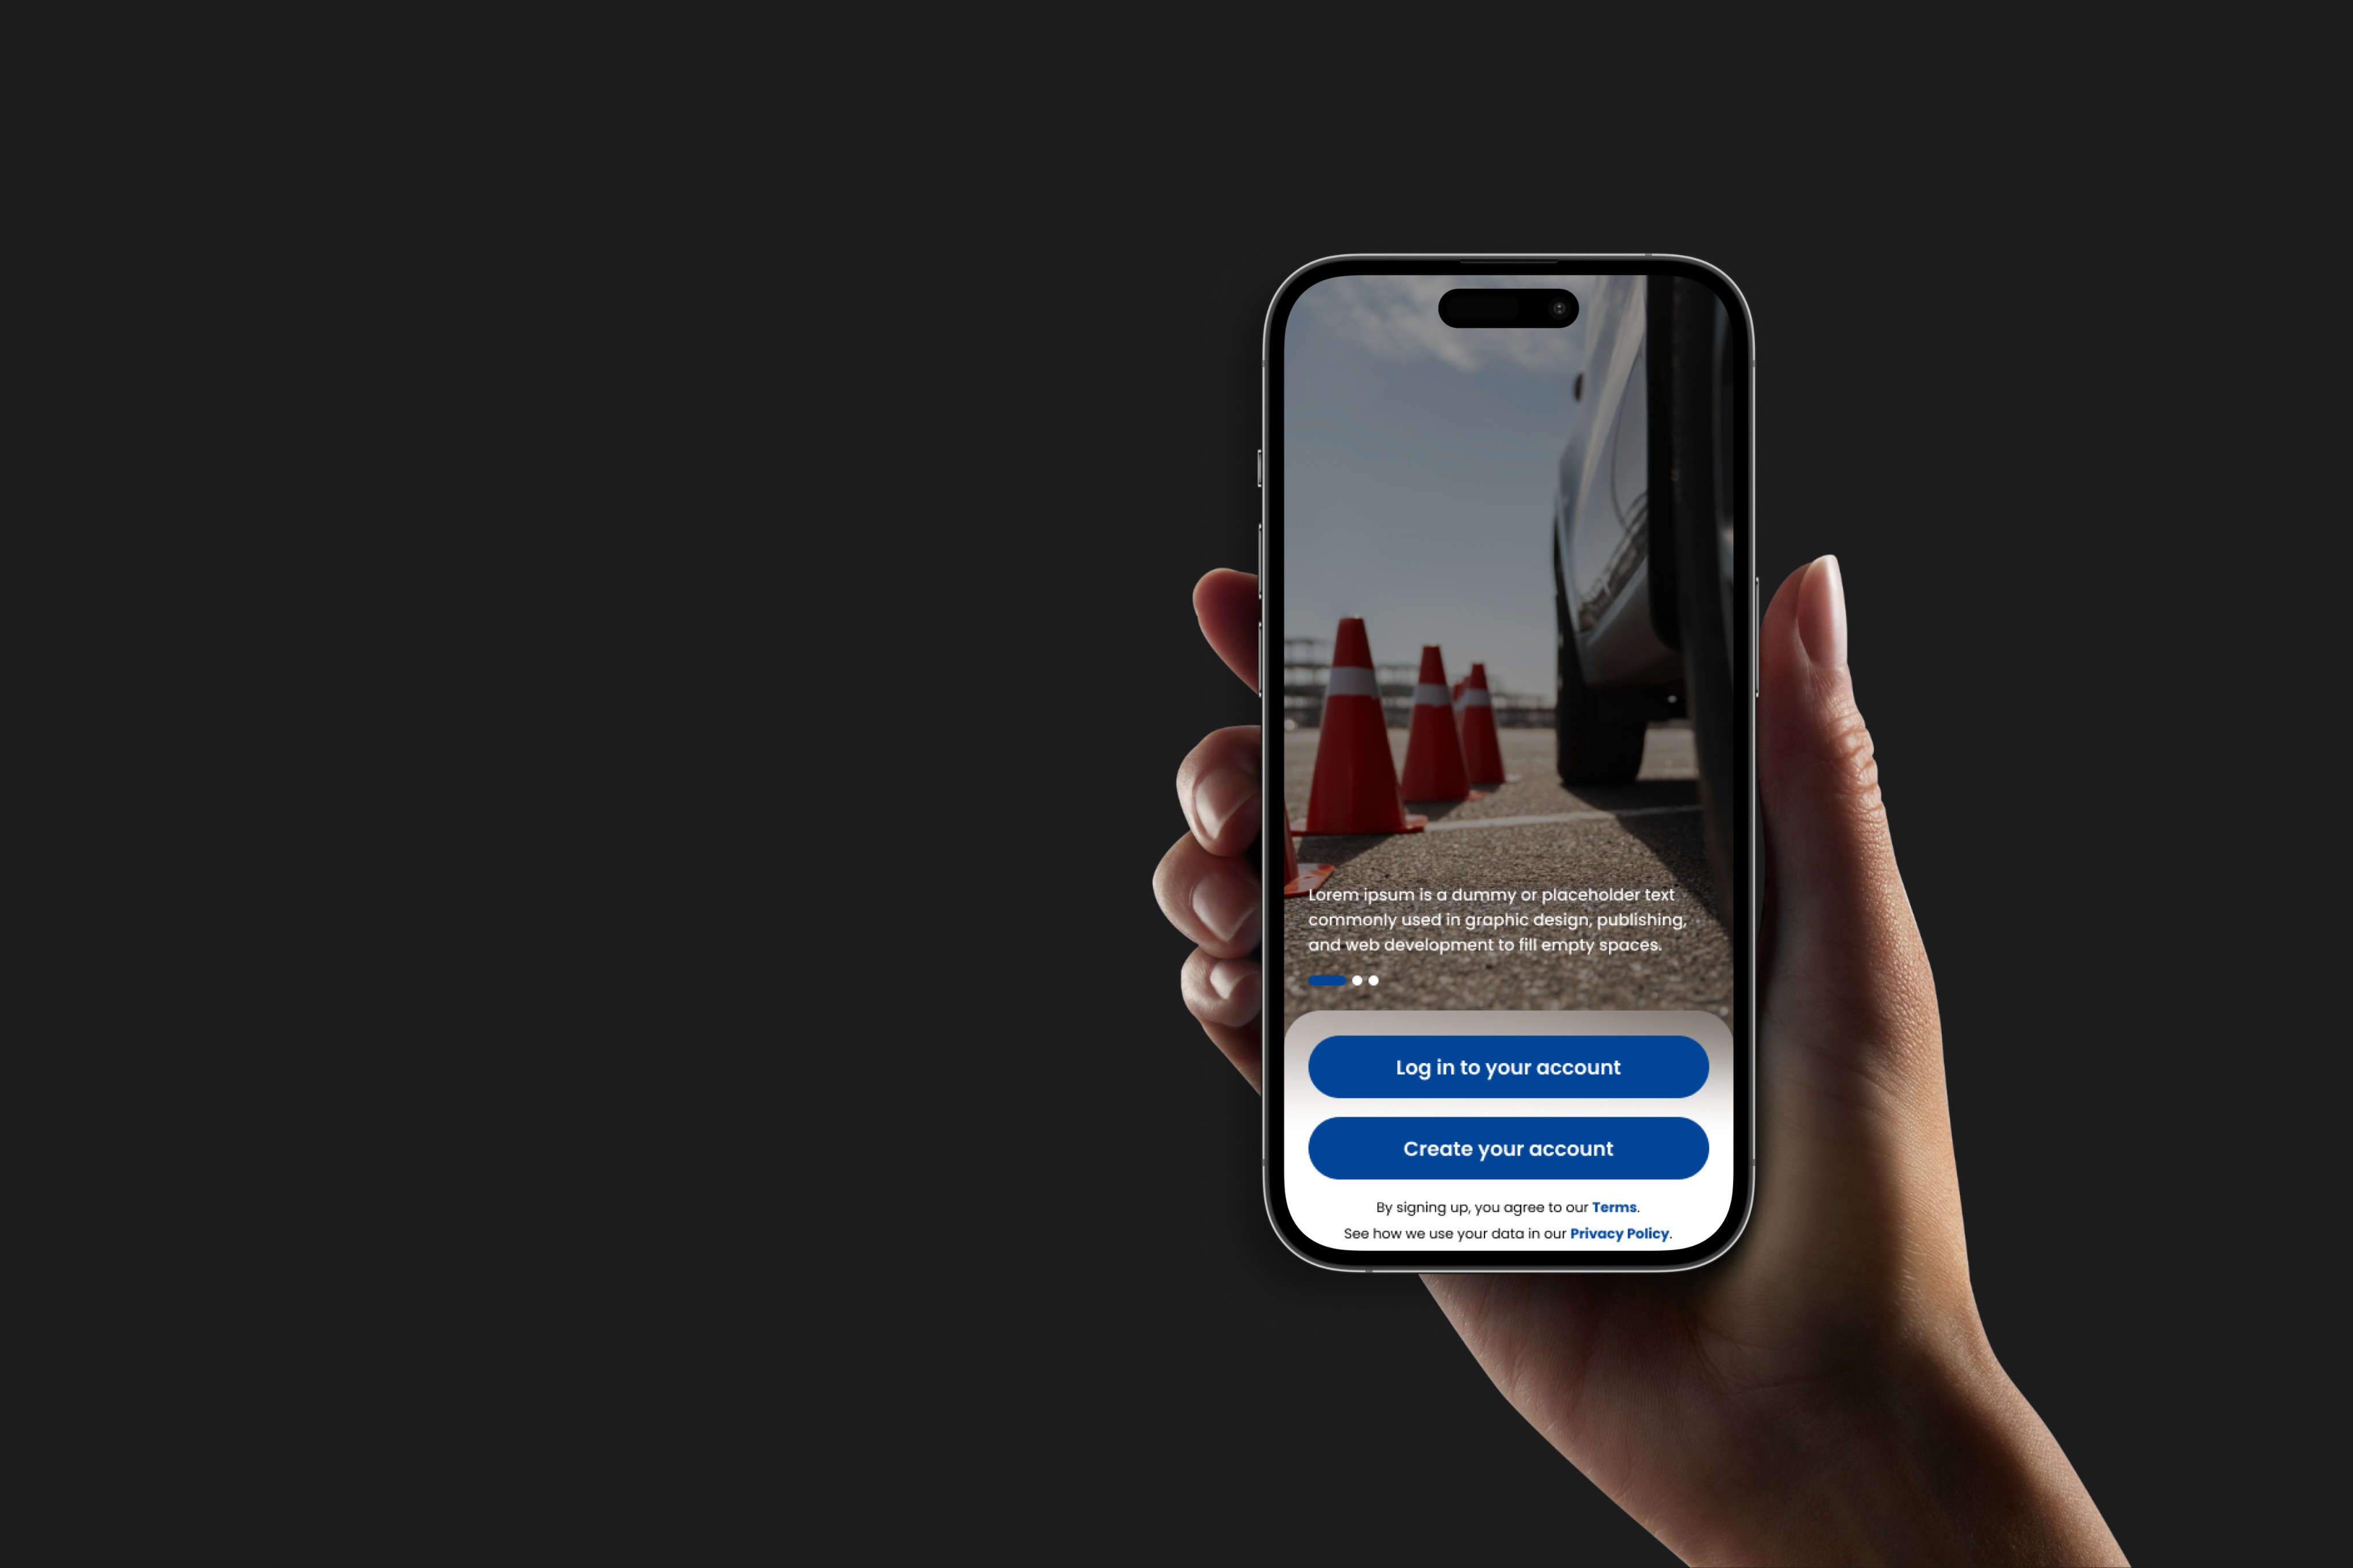 Lorem ipsum is a dummy or placeholder text
commonly used in graphic design, publishing,
and web development to fill empty spaces.
Log in to your account
Create your account
By signing up, you agree to our Terms.
See how we use your data in our Privacy Policy.